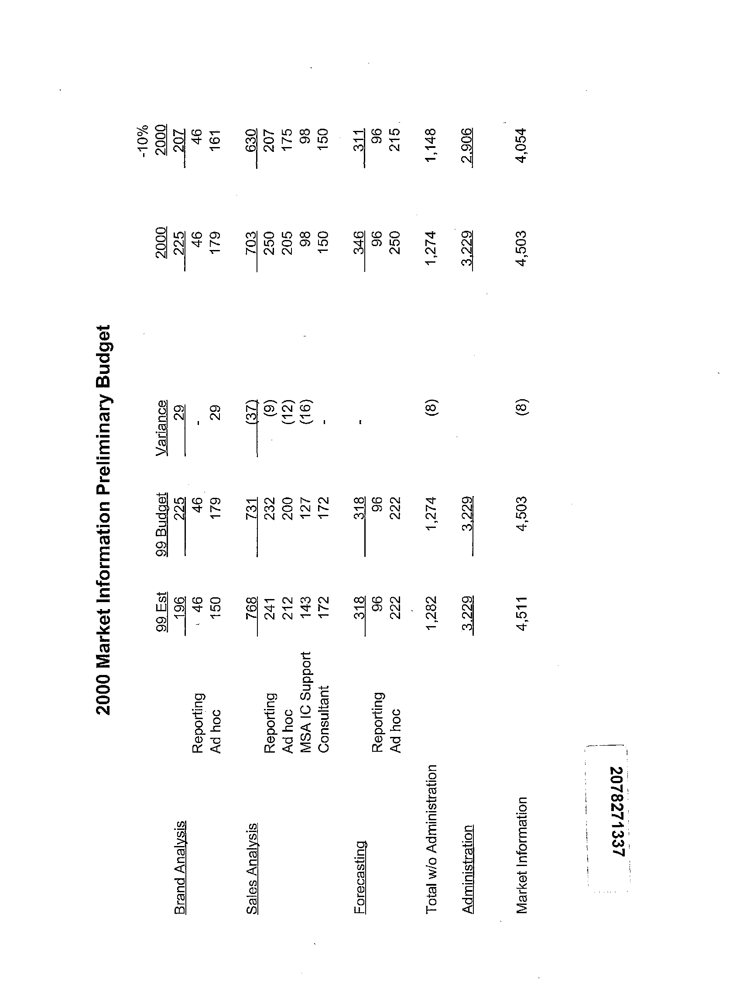 2000 Market Information Preliminary Budget
-10%
99 Est 99 Budget Variance 2000 2000
Brand Analysis 196 225 29 225 207
Reporting 46 46 - 46 46
Ad hoc 150 179 29 179 161
Sales Analysis 768 731 (37) 703 630
Reporting 241 232 (9) 250 207
Ad hoc 212 200 (12) 205 175
MSA IC Support 143 127 (16) 98 98
Consultant 172 172 - 150 150
Forecasting 318 318 - 346 311
Reporting 96 96 96 96
Ad hoc 222 222 250 215
Total w/o Administration 1,282 1,274 (8) 1,274 1,148
Administration 3,229 3,229 3,229 2,906
Market Information 4,511 4,503 (8) 4,503 4,054
2078271337